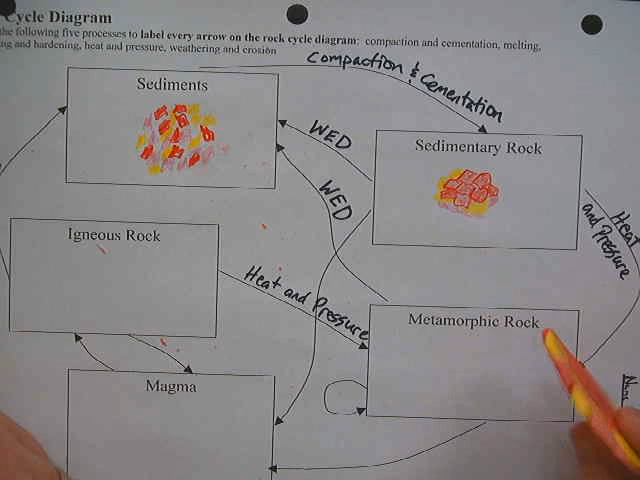 Cycle Diagram
the following five processes to label every arrow on the rock cycle diagram: compaction and cementation, melting,
ing and hardening, heat and pressure, weathering and erosion
Compaction & Cementation
Sediments
WED
Sedimentary Rock
WED
Heat
and Pressure
Igneous Rock
Heat and Pressure
Metamorphic Rock
Magma